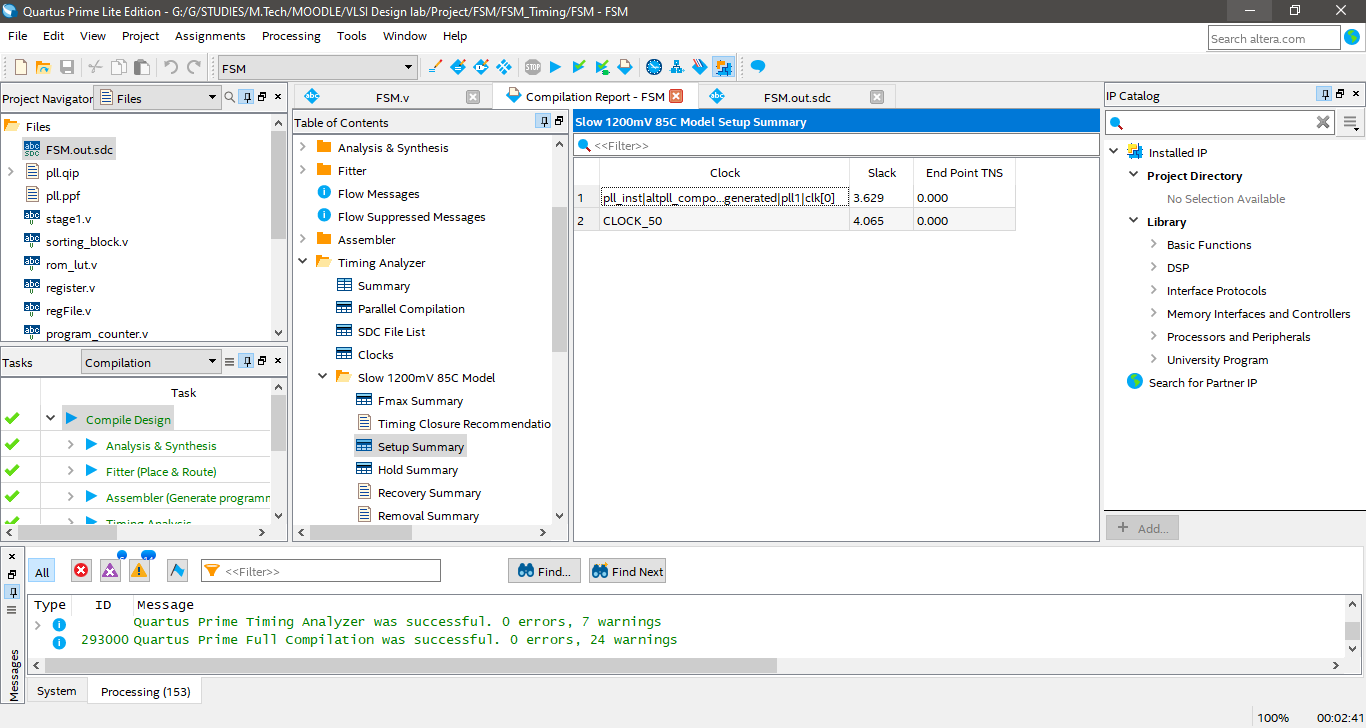 Quartus Prime Lite Edition - G:/G/STUDIES/M.Tech/MOODLE/VLSI Design lab/Project/FSM/FSM_Timing/FSM - FSM
File Edit View Project Assignments Processing Tools Window Help
Search altera.com
FSM
Project Navigator Files
Files
FSM.out.sdc
pll.qip
pll.ppf
stage1.v
sorting_block.v
rom_lut.v
register.v
regFile.v
program_counter.v
Tasks Compilation
Task
Compile Design
Analysis & Synthesis
Fitter (Place & Route)
Assembler (Generate programm
Timing Analysis
FSM.v
Compilation Report - FSM
FSM.out.sdc
Table of Contents
Analysis & Synthesis
Fitter
Flow Messages
Flow Suppressed Messages
Assembler
Timing Analyzer
Summary
Parallel Compilation
SDC File List
Clocks
Slow 1200mV 85C Model
Fmax Summary
Timing Closure Recommendatio
Setup Summary
Hold Summary
Recovery Summary
Removal Summary
Slow 1200mV 85C Model Setup Summary
<<Filter>>
Clock Slack End Point TNS
1 pll_inst|altpll_compo...generated|pll1|clk[0] 3.629 0.000
2 CLOCK_50 4.065 0.000
IP Catalog
Installed IP
Project Directory
No Selection Available
Library
Basic Functions
DSP
Interface Protocols
Memory Interfaces and Controllers
Processors and Peripherals
University Program
Search for Partner IP
+ Add...
All <<Filter>> Find... Find Next
Type ID Message
Quartus Prime Timing Analyzer was successful. 0 errors, 7 warnings
293000 Quartus Prime Full Compilation was successful. 0 errors, 24 warnings
Messages
System Processing (153)
100% 00:02:41